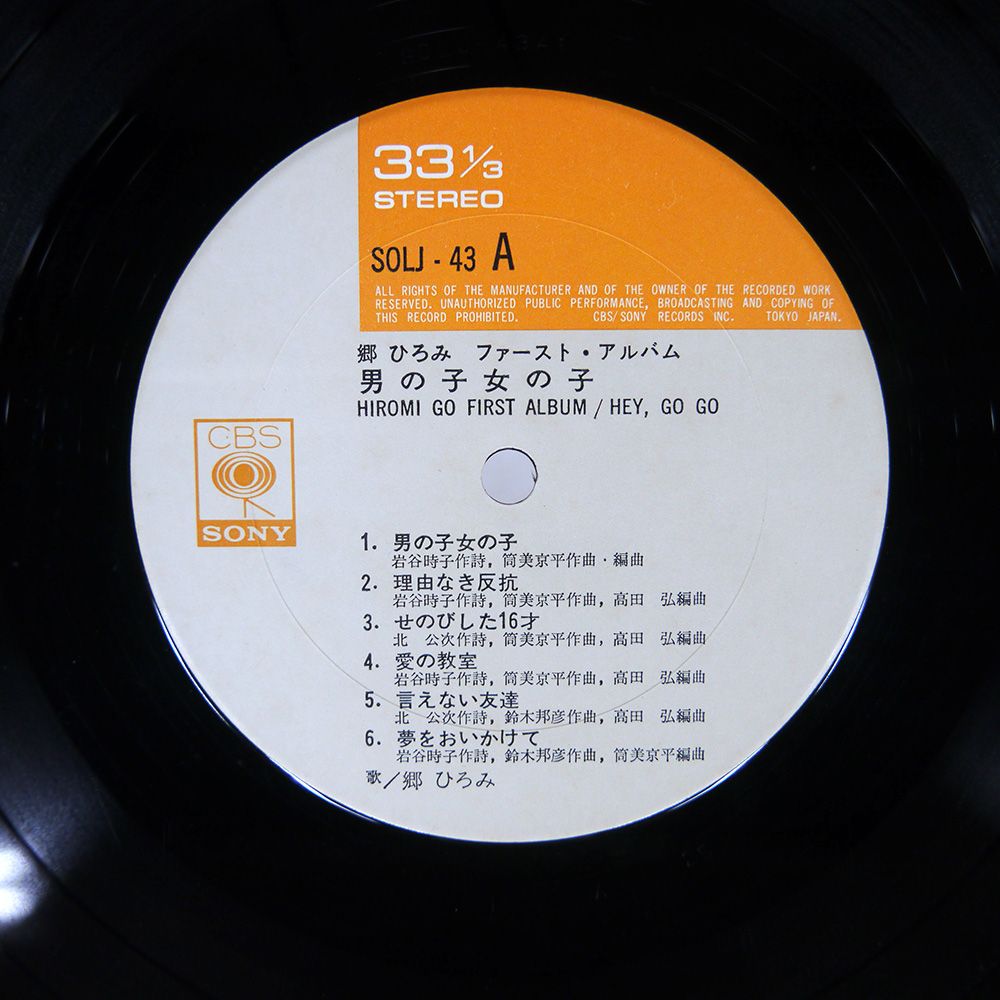 33 1/3
STEREO
SOLJ - 43 A
ALL RIGHTS OF THE MANUFACTURER AND OF THE OWNER OF THE RECORDED WORK
RESERVED. UNAUTHORIZED PUBLIC PERFORMANCE, BROADCASTING AND COPYING OF
THIS RECORD PROHIBITED. CBS/SONY RECORDS INC. TOKYO JAPAN.
郷 ひろみ ファースト・アルバム
男の子女の子
HIROMI GO FIRST ALBUM / HEY, GO GO
CBS
SONY
1. 男の子女の子
岩谷時子作詩, 筒美京平作曲・編曲
2. 理由なき反抗
岩谷時子作詩, 筒美京平作曲, 高田 弘編曲
3. せのびした16才
北 公次作詩, 筒美京平作曲, 高田 弘編曲
4. 愛の教室
岩谷時子作詩, 筒美京平作曲, 高田 弘編曲
5. 言えない友達
北 公次作詩, 鈴木邦彦作曲, 高田 弘編曲
6. 夢をおいかけて
岩谷時子作詩, 鈴木邦彦作曲, 筒美京平編曲
歌/郷 ひろみ